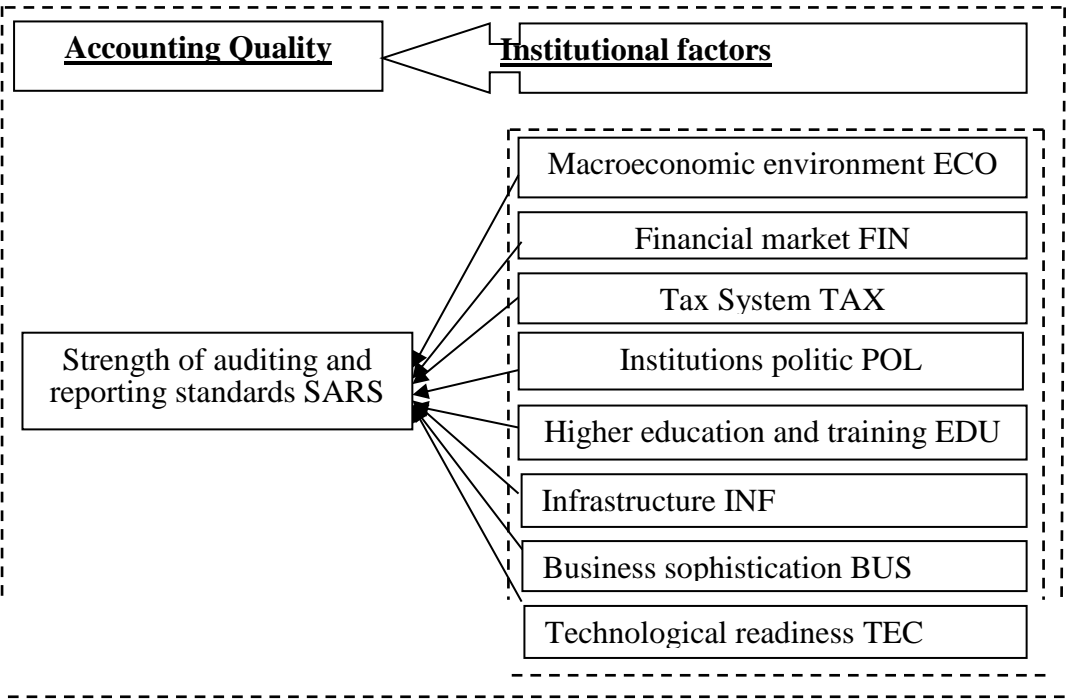 Accounting Quality
Institutional factors
Macroeconomic environment ECO
Financial market FIN
Tax System TAX
Institutions politic POL
Strength of auditing and
reporting standards SARS
Higher education and training EDU
Infrastructure INF
Business sophistication BUS
Technological readiness TEC